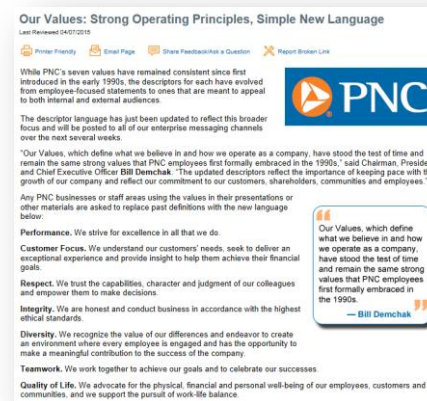 Our Values: Strong Operating Principles, Simple New Language
Last Reviewed 04/07/2015
Printer Friendly Email Page Share Feedback/Ask a Question Report Broken Link
While PNC's seven values have remained consistent since first
introduced in the early 1990s, the descriptors for each have evolved
from employee-focused statements to ones that are meant to appeal
to both internal and external audiences.
PNC
The descriptor language has just been updated to reflect this broader
focus and will be posted to all of our enterprise messaging channels
over the next several weeks.
"Our Values, which define what we believe in and how we operate as a company, have stood the test of time and
remain the same strong values that PNC employees first formally embraced in the 1990s," said Chairman,
and Chief Executive Officer Bill Demchak. "The updated descriptors reflect the importance of keeping pace with
growth of our company and reflect our commitment to our customers, shareholders, communities and employees."
Any PNC businesses or staff areas using the values in their presentations or
other materials are asked to replace past definitions with the new language
below:
Performance. We strive for excellence in all that we do.
Customer Focus. We understand our customers' needs, seek to deliver an
exceptional experience and provide insight to help them achieve their financial
goals.
Respect. We trust the capabilities, character and judgment of our colleagues
and empower them to make decisions.
Integrity. We are honest and conduct business in accordance with the highest
ethical standards.
Diversity. We recognize the value of our differences and endeavor to create
an environment where every employee is engaged and has the opportunity to
make a meaningful contribution to the success of the company.
Teamwork. We work together to achieve our goals and to celebrate our successes.
Quality of Life. We advocate for the physical, financial and personal well-being of our employees, customers and
communities, and we support the pursuit of work-life balance.
Our Values, which define
what we believe in and how
we operate as a company,
have stood the test of time
and remain the same strong
values that PNC employees
first formally embraced in
the 1990s.
— Bill Demchak